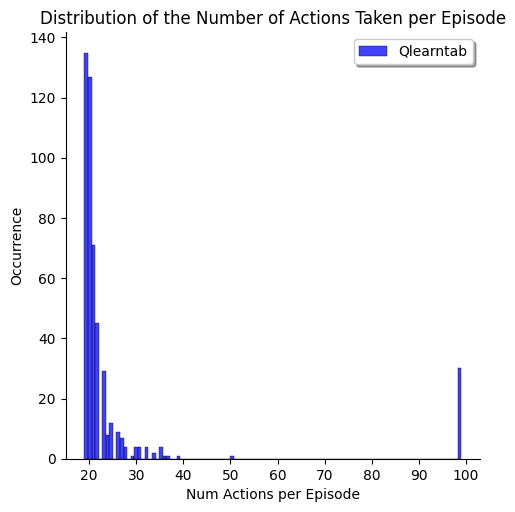 Distribution of the Number of Actions Taken per Episode
Qlearntab
140
120
100
80
60
40
20
0
Occurrence
20 30 40 50 60 70 80 90 100
Num Actions per Episode